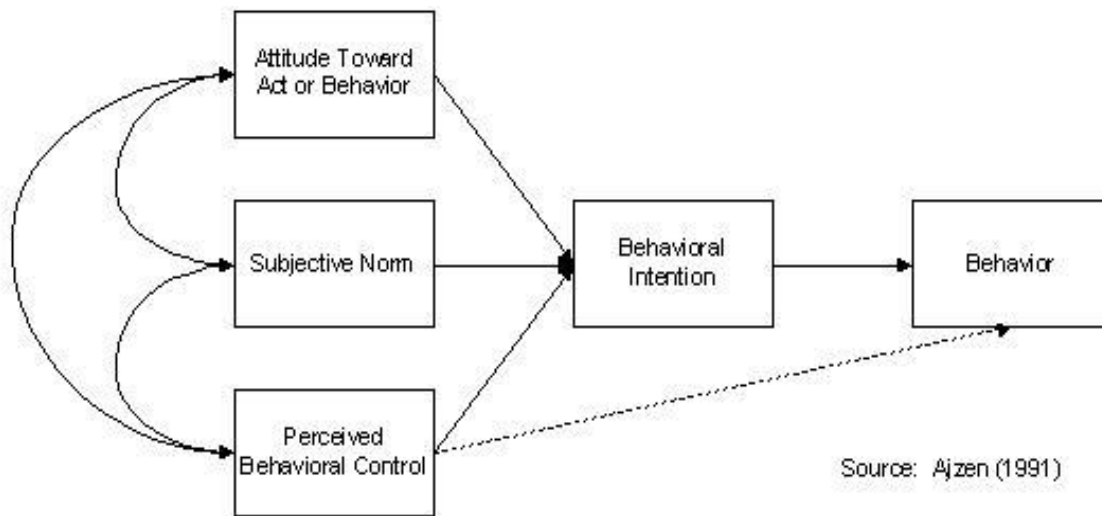 Attitude Toward
Act or Behavior
Subjective Norm
Behavioral
Intention
Behavior
Perceived
Behavioral Control
Source: Ajzen (1991)